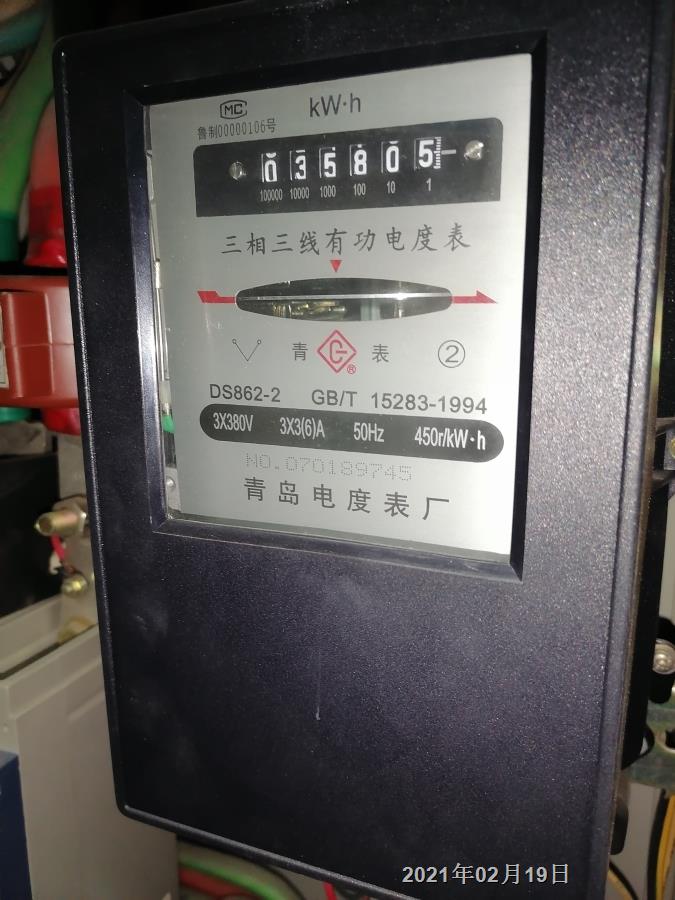 MC
kW·h
鲁制00000106号
035805
100000 10000 1000 100 10 1
三相三线有功电度表
青 G ® 表 ②
DS862-2 GB/T 15283-1994
3X380V 3X3(6)A 50Hz 450r/kW·h
NO.070189745
青岛电度表厂
2021年02月19日